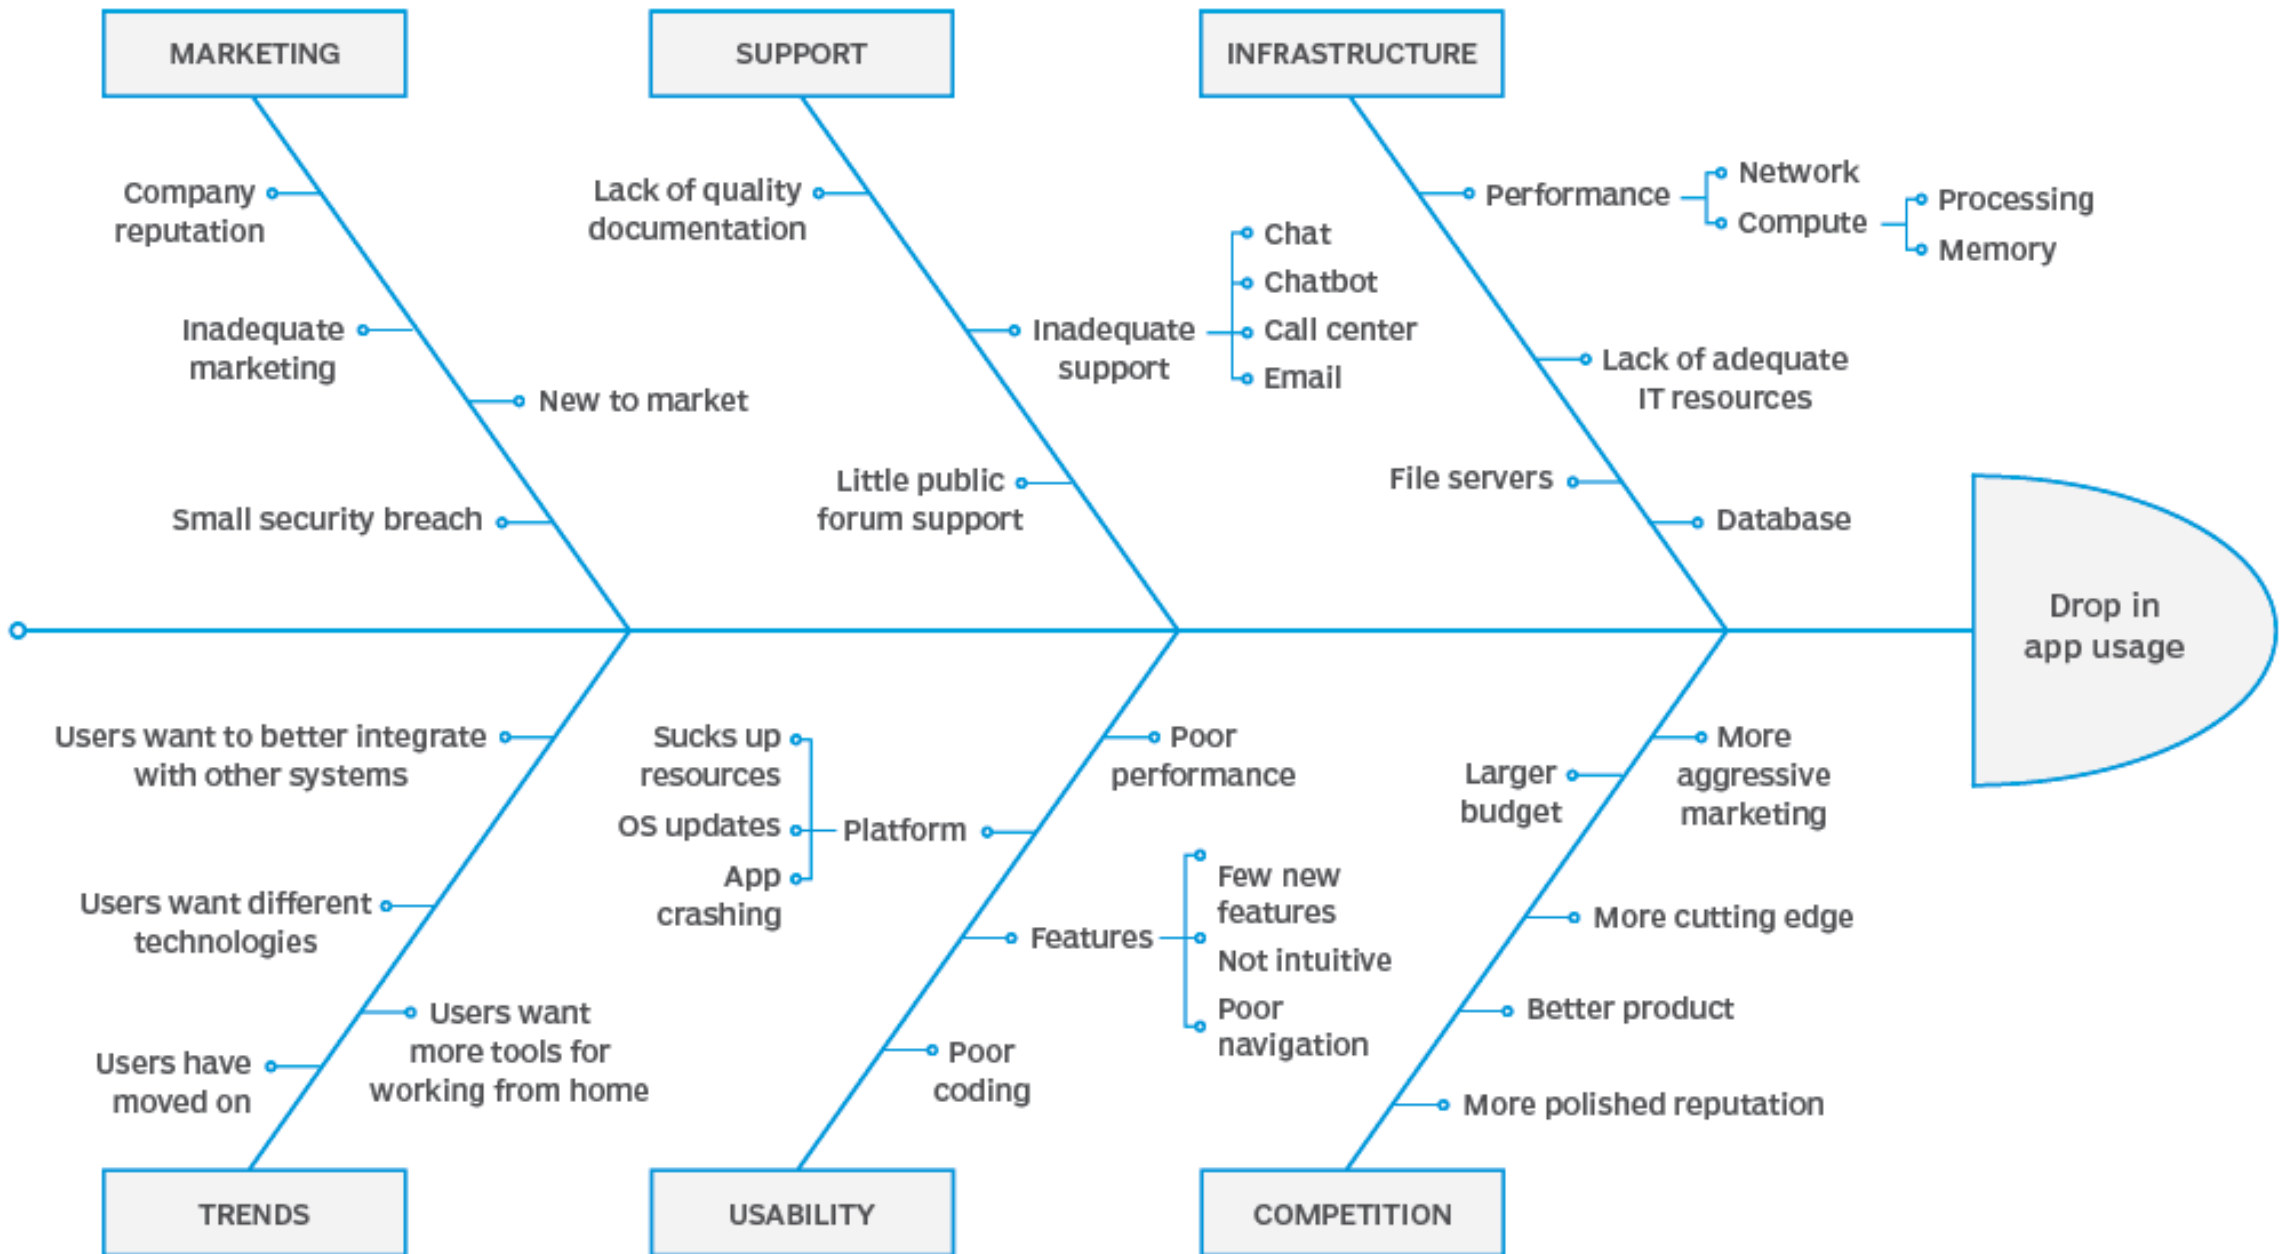 MARKETING
SUPPORT
INFRASTRUCTURE
Company
reputation
Inadequate
marketing
New to market
Small security breach
Lack of quality
documentation
Inadequate
support
Chat
Chatbot
Call center
Email
Little public
forum support
Performance
Network
Compute
Processing
Memory
Lack of adequate
IT resources
File servers
Database
Drop in
app usage
Users want to better integrate
with other systems
Users want different
technologies
Users want
more tools for
working from home
Users have
moved on
Sucks up
resources
OS updates
App
crashing
Platform
Poor
performance
Features
Few new
features
Not intuitive
Poor
navigation
Poor
coding
Larger
budget
More
aggressive
marketing
More cutting edge
Better product
More polished reputation
TRENDS
USABILITY
COMPETITION